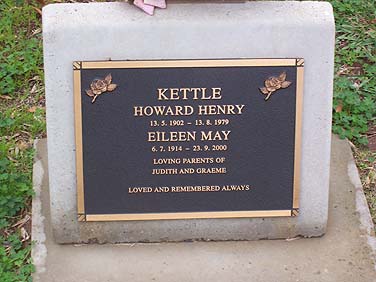 KETTLE
HOWARD HENRY
13. 5. 1902 – 13. 8. 1979
EILEEN MAY
6. 7. 1914 – 23. 9. 2000
LOVING PARENTS OF
JUDITH AND GRAEME
LOVED AND REMEMBERED ALWAYS